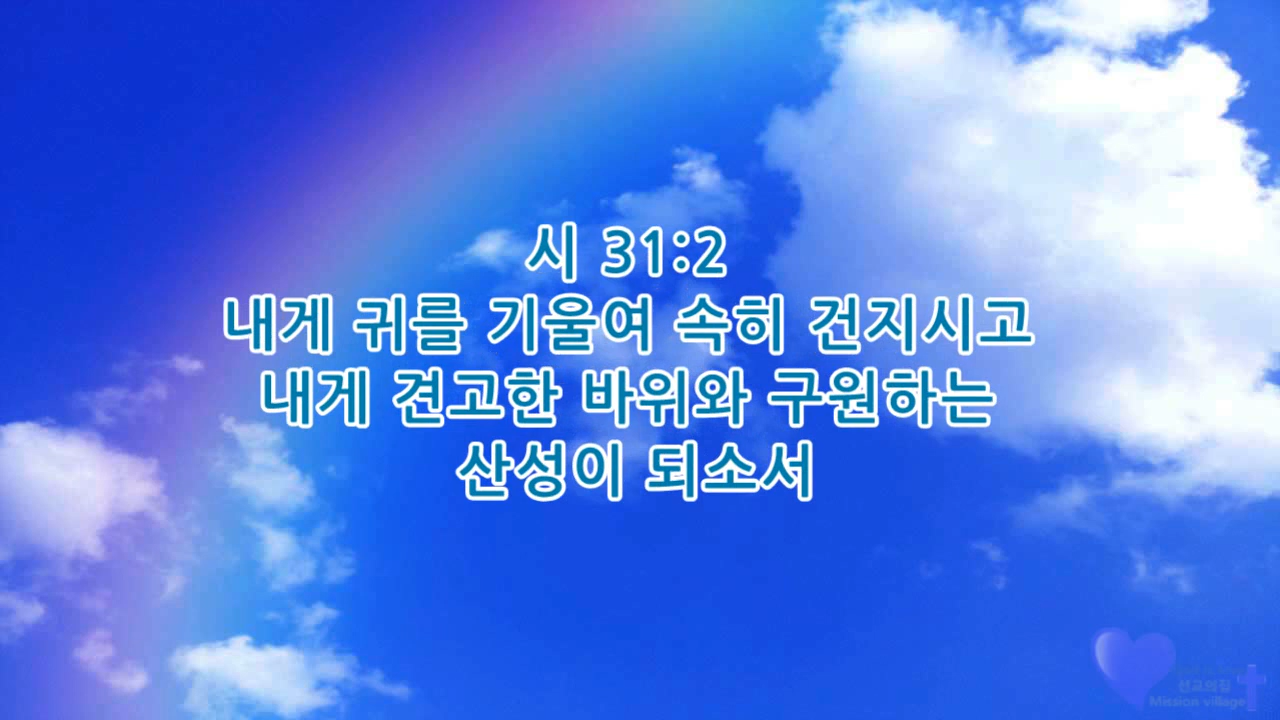 시 31:2
내게 귀를 기울여 속히 건지시고
내게 견고한 바위와 구원하는
산성이 되소서
선교의집
Mission village